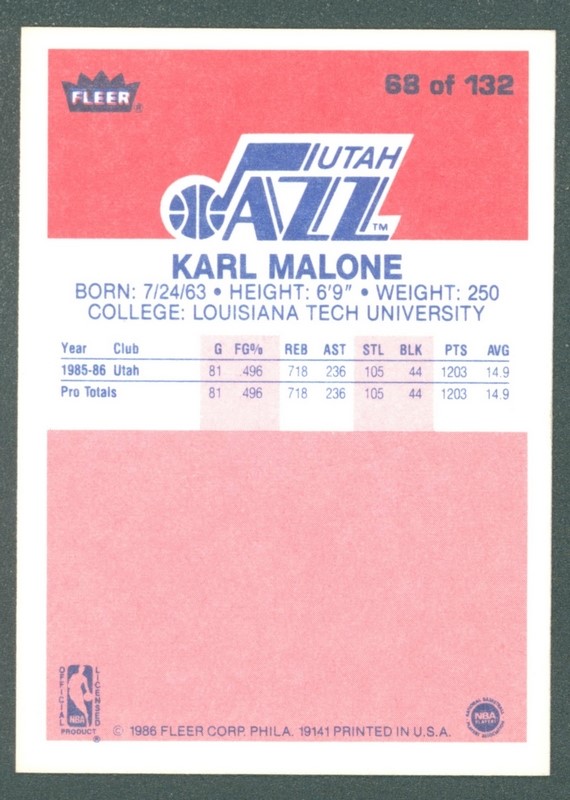 FLEER®
68 of 132
UTAH
JAZZ™
KARL MALONE
BORN: 7/24/63 • HEIGHT: 6'9" • WEIGHT: 250
COLLEGE: LOUISIANA TECH UNIVERSITY
Year Club G FG% REB AST STL BLK PTS AVG
1985-86 Utah 81 .496 718 236 105 44 1203 14.9
Pro Totals 81 .496 718 236 105 44 1203 14.9
OFFICIAL
LICENSED
NBA
PRODUCT®
© 1986 FLEER CORP. PHILA. 19141 PRINTED IN U.S.A.
NBA
PLAYERS